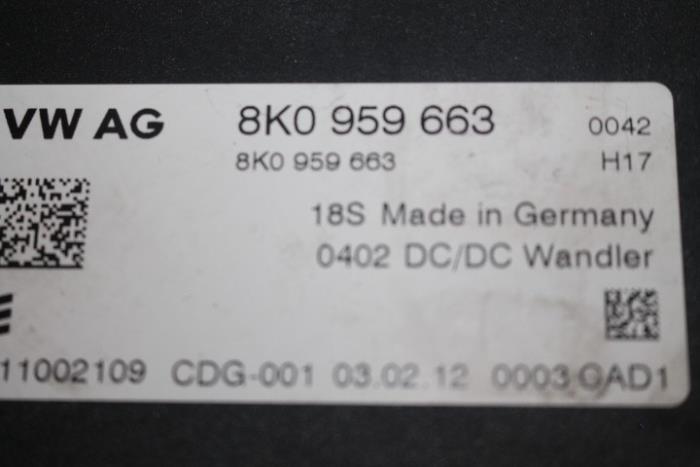 VW AG 8K0 959 663 0042
8K0 959 663 H17
18S Made in Germany
0402 DC/DC Wandler
11002109 CDG-001 03.02.12 0003 GAD1